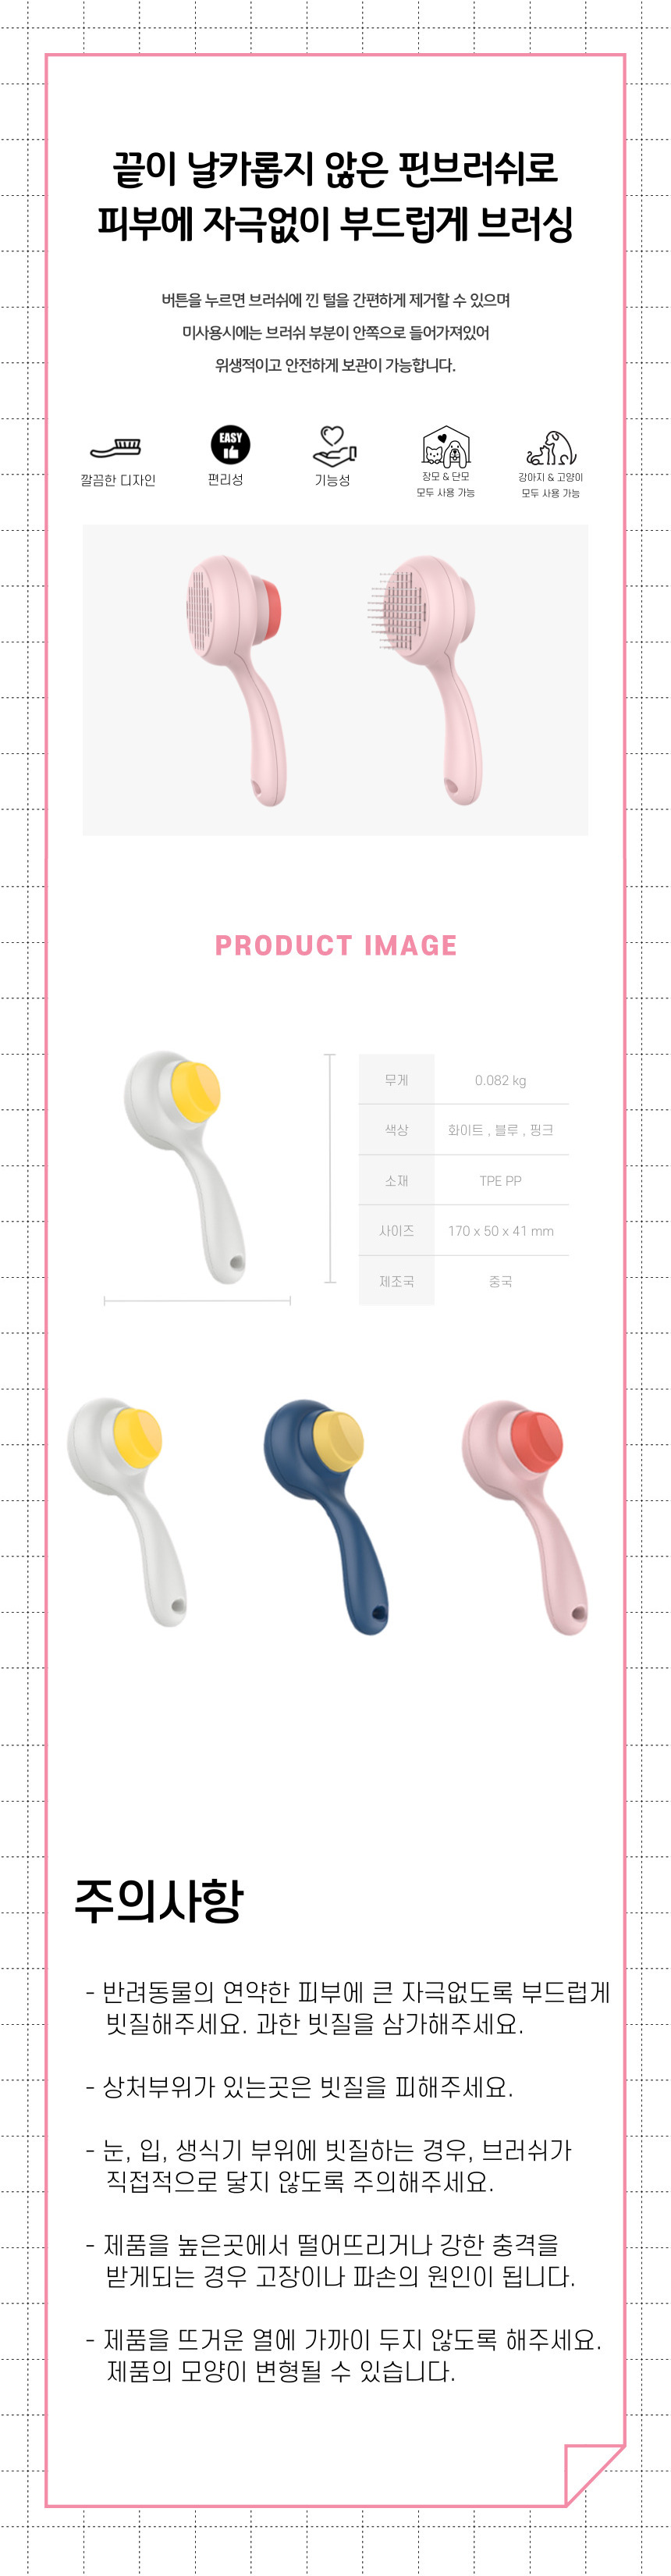 끝이 날카롭지 않은 핀브러쉬로
피부에 자극없이 부드럽게 브러싱
버튼을 누르면 브러쉬에 낀 털을 간편하게 제거할 수 있으며
미사용시에는 브러쉬 부분이 안쪽으로 들어가져있어
위생적이고 안전하게 보관이 가능합니다.
EASY
깔끔한 디자인
편리성
기능성
장모 & 단모
모두 사용 가능
강아지 & 고양이
모두 사용 가능
PRODUCT IMAGE
무게 0.082 kg
색상 화이트 , 블루 , 핑크
소재 TPE PP
사이즈 170 x 50 x 41 mm
제조국 중국
주의사항
- 반려동물의 연약한 피부에 큰 자극없도록 부드럽게
빗질해주세요. 과한 빗질을 삼가해주세요.
- 상처부위가 있는곳은 빗질을 피해주세요.
- 눈, 입, 생식기 부위에 빗질하는 경우, 브러쉬가
직접적으로 닿지 않도록 주의해주세요.
- 제품을 높은곳에서 떨어뜨리거나 강한 충격을
받게되는 경우 고장이나 파손의 원인이 됩니다.
- 제품을 뜨거운 열에 가까이 두지 않도록 해주세요.
제품의 모양이 변형될 수 있습니다.